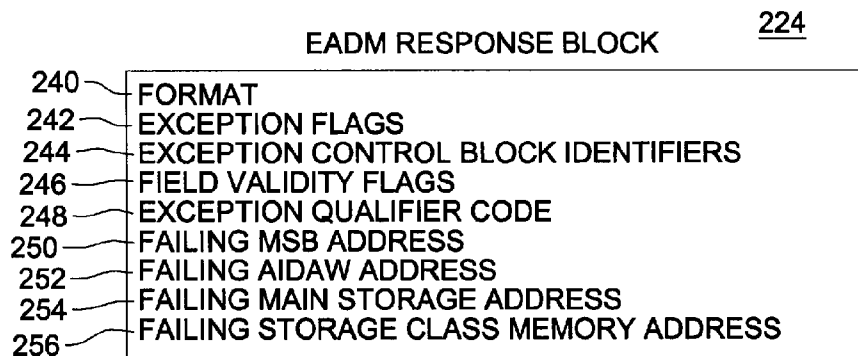 224
EADM RESPONSE BLOCK
240 FORMAT
242 EXCEPTION FLAGS
244 EXCEPTION CONTROL BLOCK IDENTIFIERS
246 FIELD VALIDITY FLAGS
248 EXCEPTION QUALIFIER CODE
250 FAILING MSB ADDRESS
252 FAILING AIDAW ADDRESS
254 FAILING MAIN STORAGE ADDRESS
256 FAILING STORAGE CLASS MEMORY ADDRESS